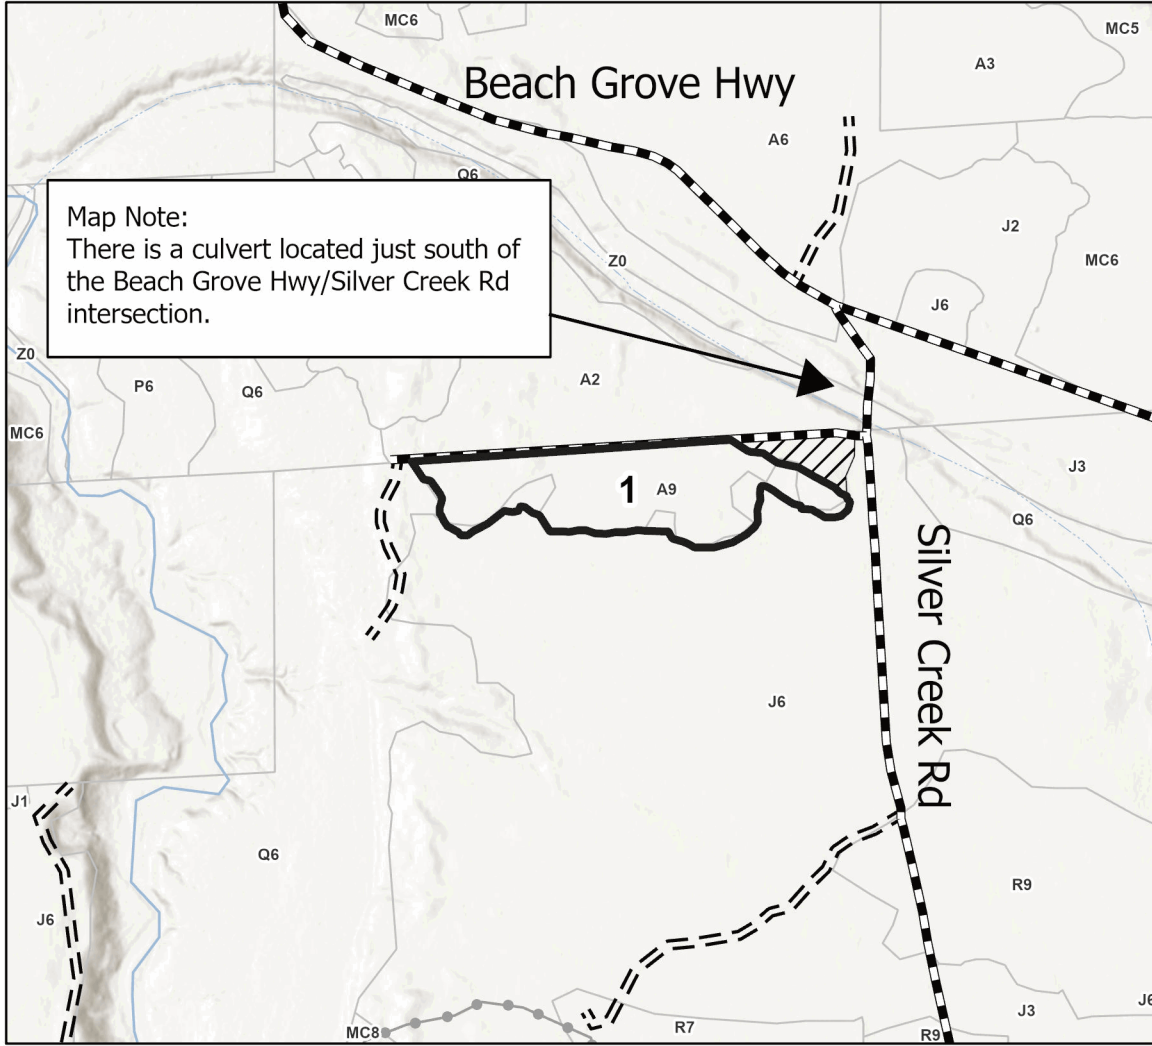 MC6
MC5
Beach Grove Hwy
A3
A6
Q6
Map Note:
There is a culvert located just south of
the Beach Grove Hwy/Silver Creek Rd
intersection.
J2
Z0
MC6
J6
Z0
A2
P6
Q6
MC6
J3
1
A9
Q6
Silver Creek Rd
J6
J1
Q6
R9
J6
J6
J3
R7
MC8
R9